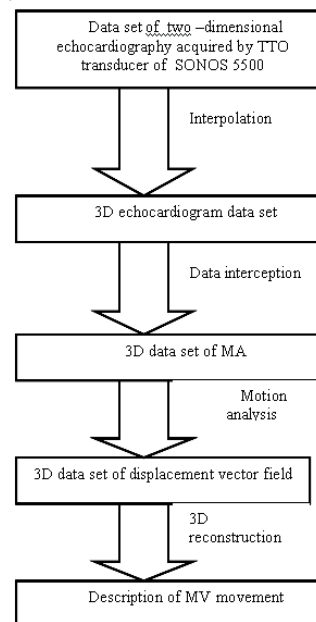 Data set of two –dimensional
echocardiography acquired by TTO
transducer of SONOS 5500
Interpolation
3D echocardiogram data set
Data interception
3D data set of MA
Motion
analysis
3D data set of displacement vector field
3D
reconstruction
Description of MV movement